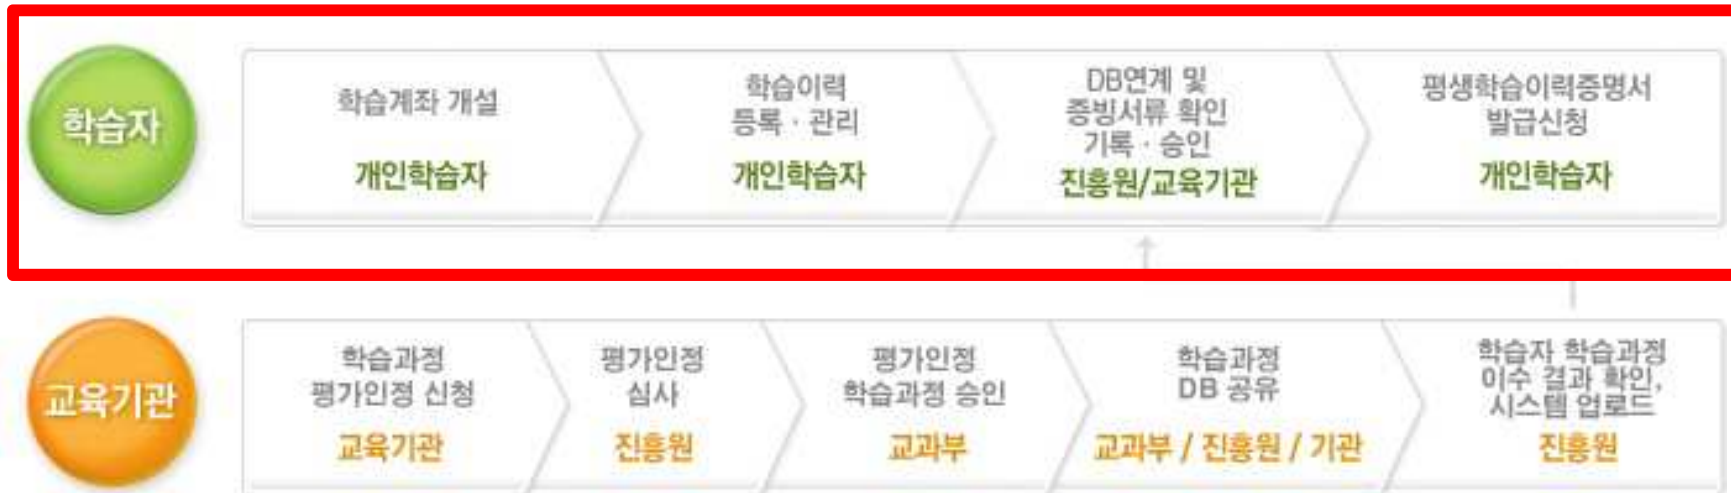 학습자
학습계좌 개설
개인학습자
학습이력
등록 · 관리
개인학습자
DB연계 및
증빙서류 확인
기록 · 승인
진흥원/교육기관
평생학습이력증명서
발급신청
개인학습자
교육기관
학습과정
평가인정 신청
교육기관
평가인정
심사
진흥원
평가인정
학습과정 승인
교과부
학습과정
DB 공유
교과부 / 진흥원 / 기관
학습자 학습과정
이수 결과 확인,
시스템 업로드
진흥원